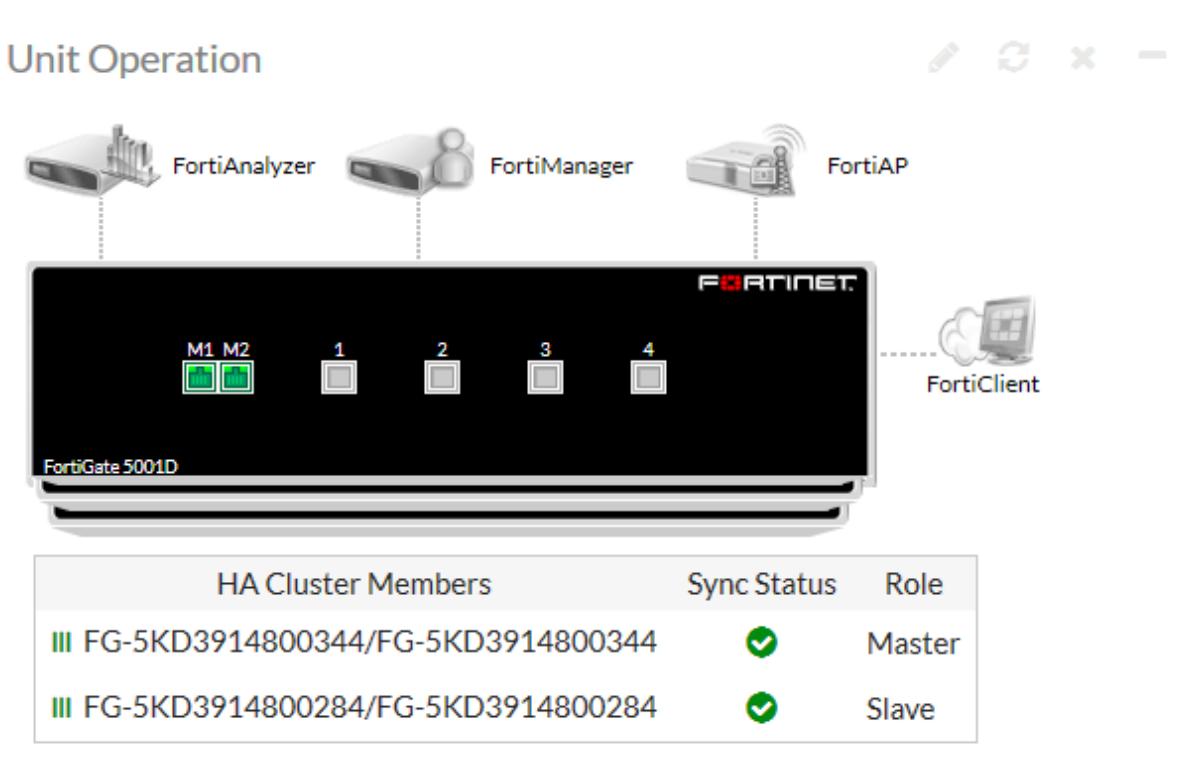 Unit Operation
FortiAnalyzer
FortiManager
FortiAP
FORTINET
M1 M2 1 2 3 4
FortiClient
FortiGate 5001D
HA Cluster Members Sync Status Role
FG-5KD3914800344/FG-5KD3914800344 Master
FG-5KD3914800284/FG-5KD3914800284 Slave